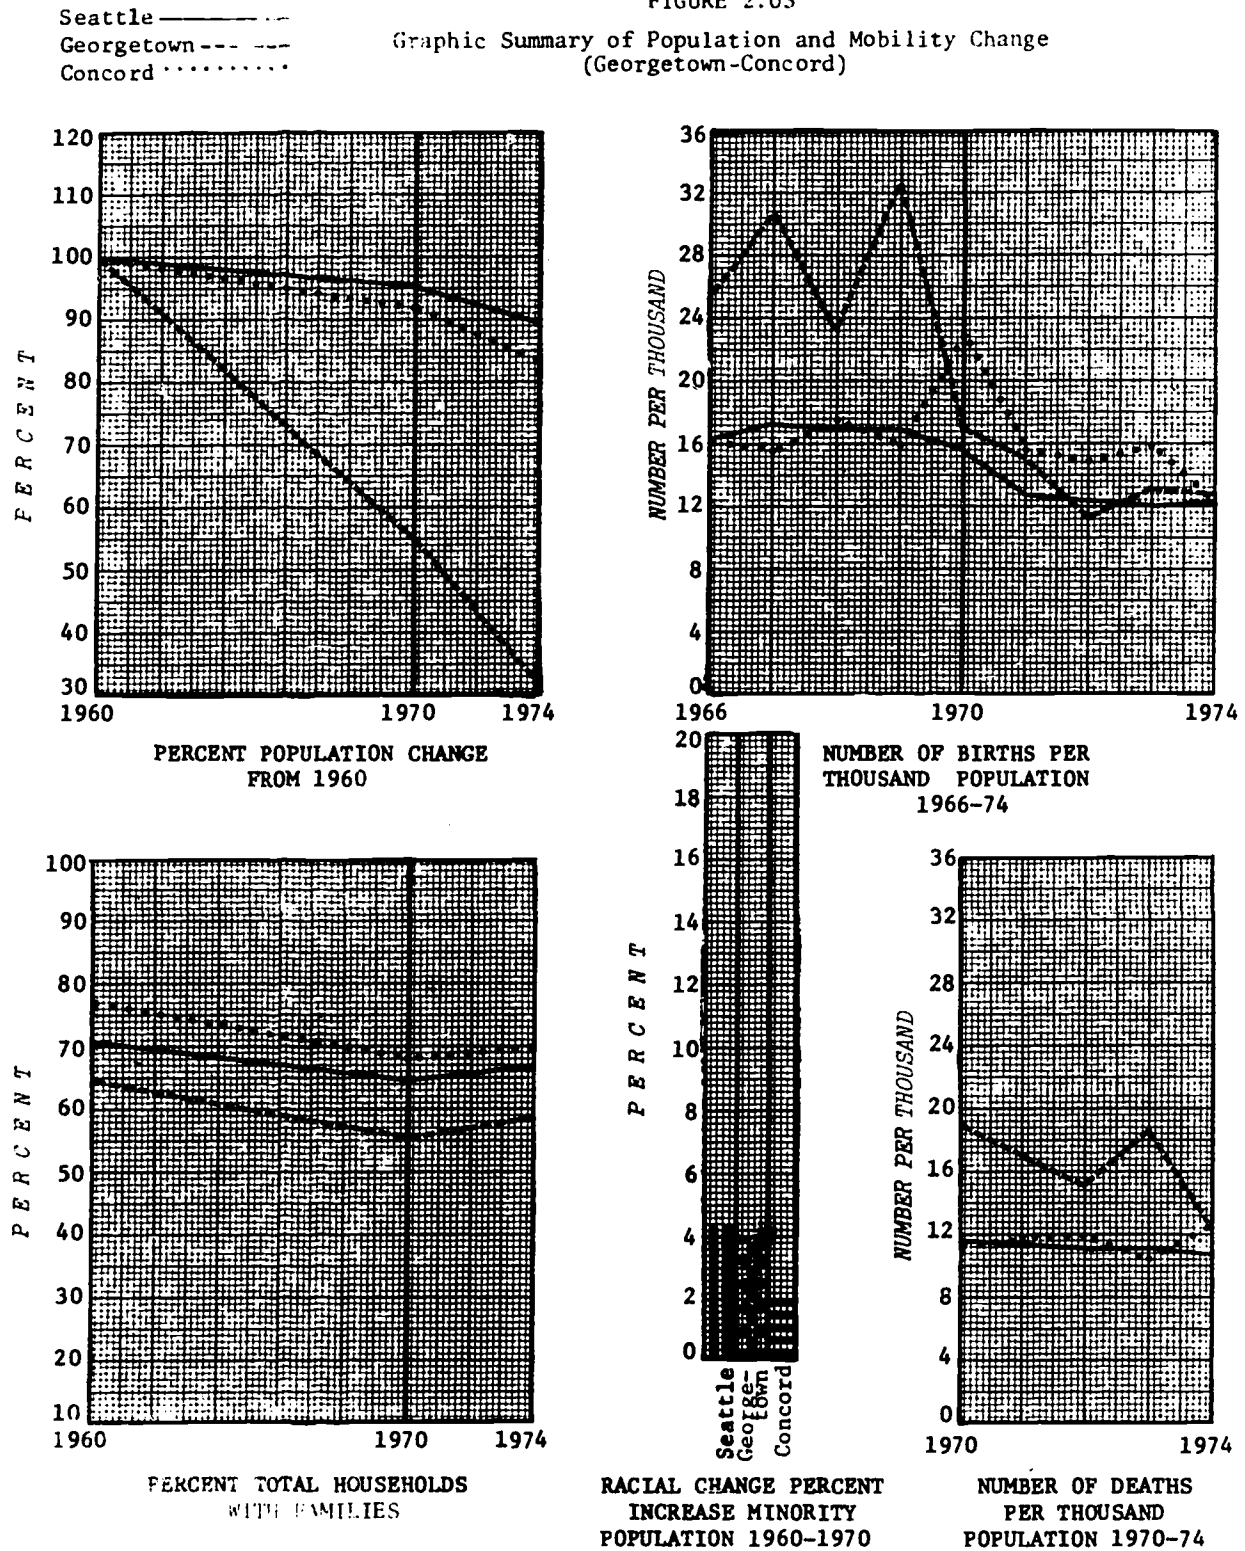 FIGURE 2.03
Seattle
Georgetown
Concord
Graphic Summary of Population and Mobility Change
(Georgetown-Concord)
120
110
100
90
80
70
60
50
40
30
PERCENT
1960 1970 1974
PERCENT POPULATION CHANGE
FROM 1960
36
32
28
24
20
16
12
8
4
0
NUMBER PER THOUSAND
1966 1970 1974
NUMBER OF BIRTHS PER
THOUSAND POPULATION
1966-74
100
90
80
70
60
50
40
30
20
10
PERCENT
1960 1970 1974
PERCENT TOTAL HOUSEHOLDS
WITH FAMILIES
20
18
16
14
12
10
8
6
4
2
0
PERCENT
Seattle
George-
town
Concord
RACIAL CHANGE PERCENT
INCREASE MINORITY
POPULATION 1960-1970
36
32
28
24
20
16
12
8
4
0
NUMBER PER THOUSAND
1970 1974
NUMBER OF DEATHS
PER THOUSAND
POPULATION 1970-74